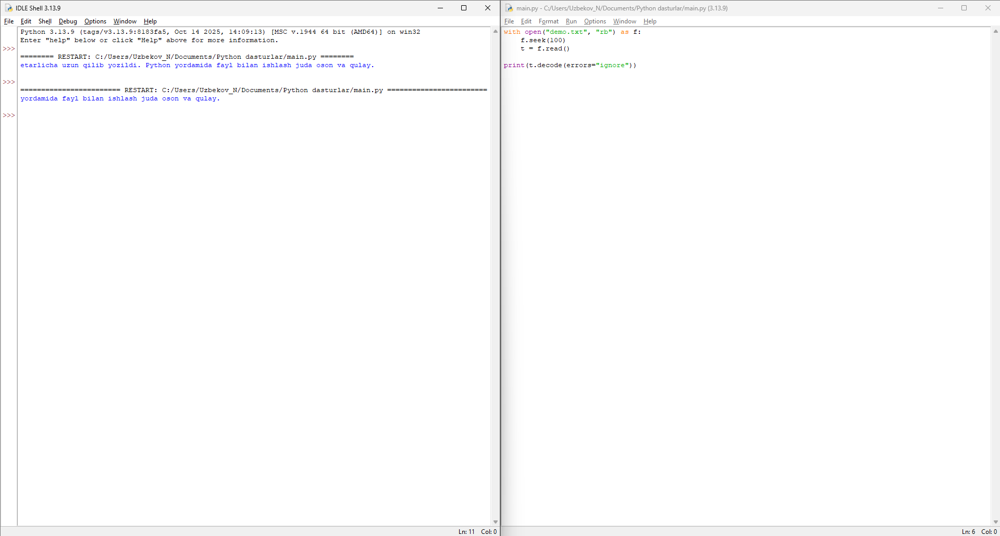 IDLE Shell 3.13.9
File Edit Shell Debug Options Window Help
Python 3.13.9 (tags/v3.13.9:8183fa5, Oct 14 2025, 14:09:13) [MSC v.1944 64 bit (AMD64)] on win32
Enter "help" below or click "Help" above for more information.
>>>
======== RESTART: C:/Users/Uzbekov_N/Documents/Python dasturlar/main.py ========
etarlicha uzun qilib yozildi. Python yordamida fayl bilan ishlash juda oson va qulay.
>>>
======================== RESTART: C:/Users/Uzbekov_N/Documents/Python dasturlar/main.py ========================
yordamida fayl bilan ishlash juda oson va qulay.
>>>
Ln: 11 Col: 0
main.py - C:/Users/Uzbekov_N/Documents/Python dasturlar/main.py (3.13.9)
File Edit Format Run Options Window Help
with open("demo.txt", "rb") as f:
    f.seek(100)
    t = f.read()
print(t.decode(errors="ignore"))
Ln: 6 Col: 0